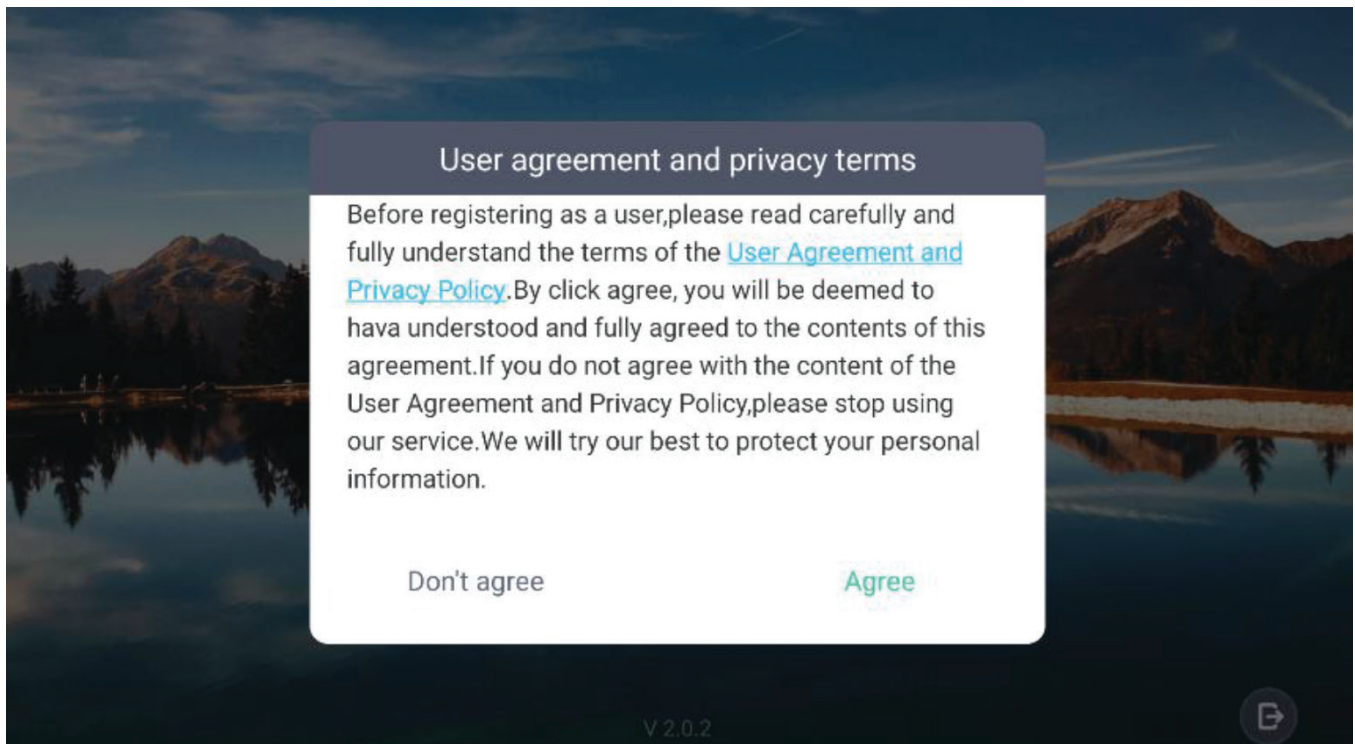 User agreement and privacy terms
Before registering as a user,please read carefully and
fully understand the terms of the User Agreement and
Privacy Policy.By click agree, you will be deemed to
hava understood and fully agreed to the contents of this
agreement.If you do not agree with the content of the
User Agreement and Privacy Policy,please stop using
our service.We will try our best to protect your personal
information.
Don't agree
Agree
V 2.0.2